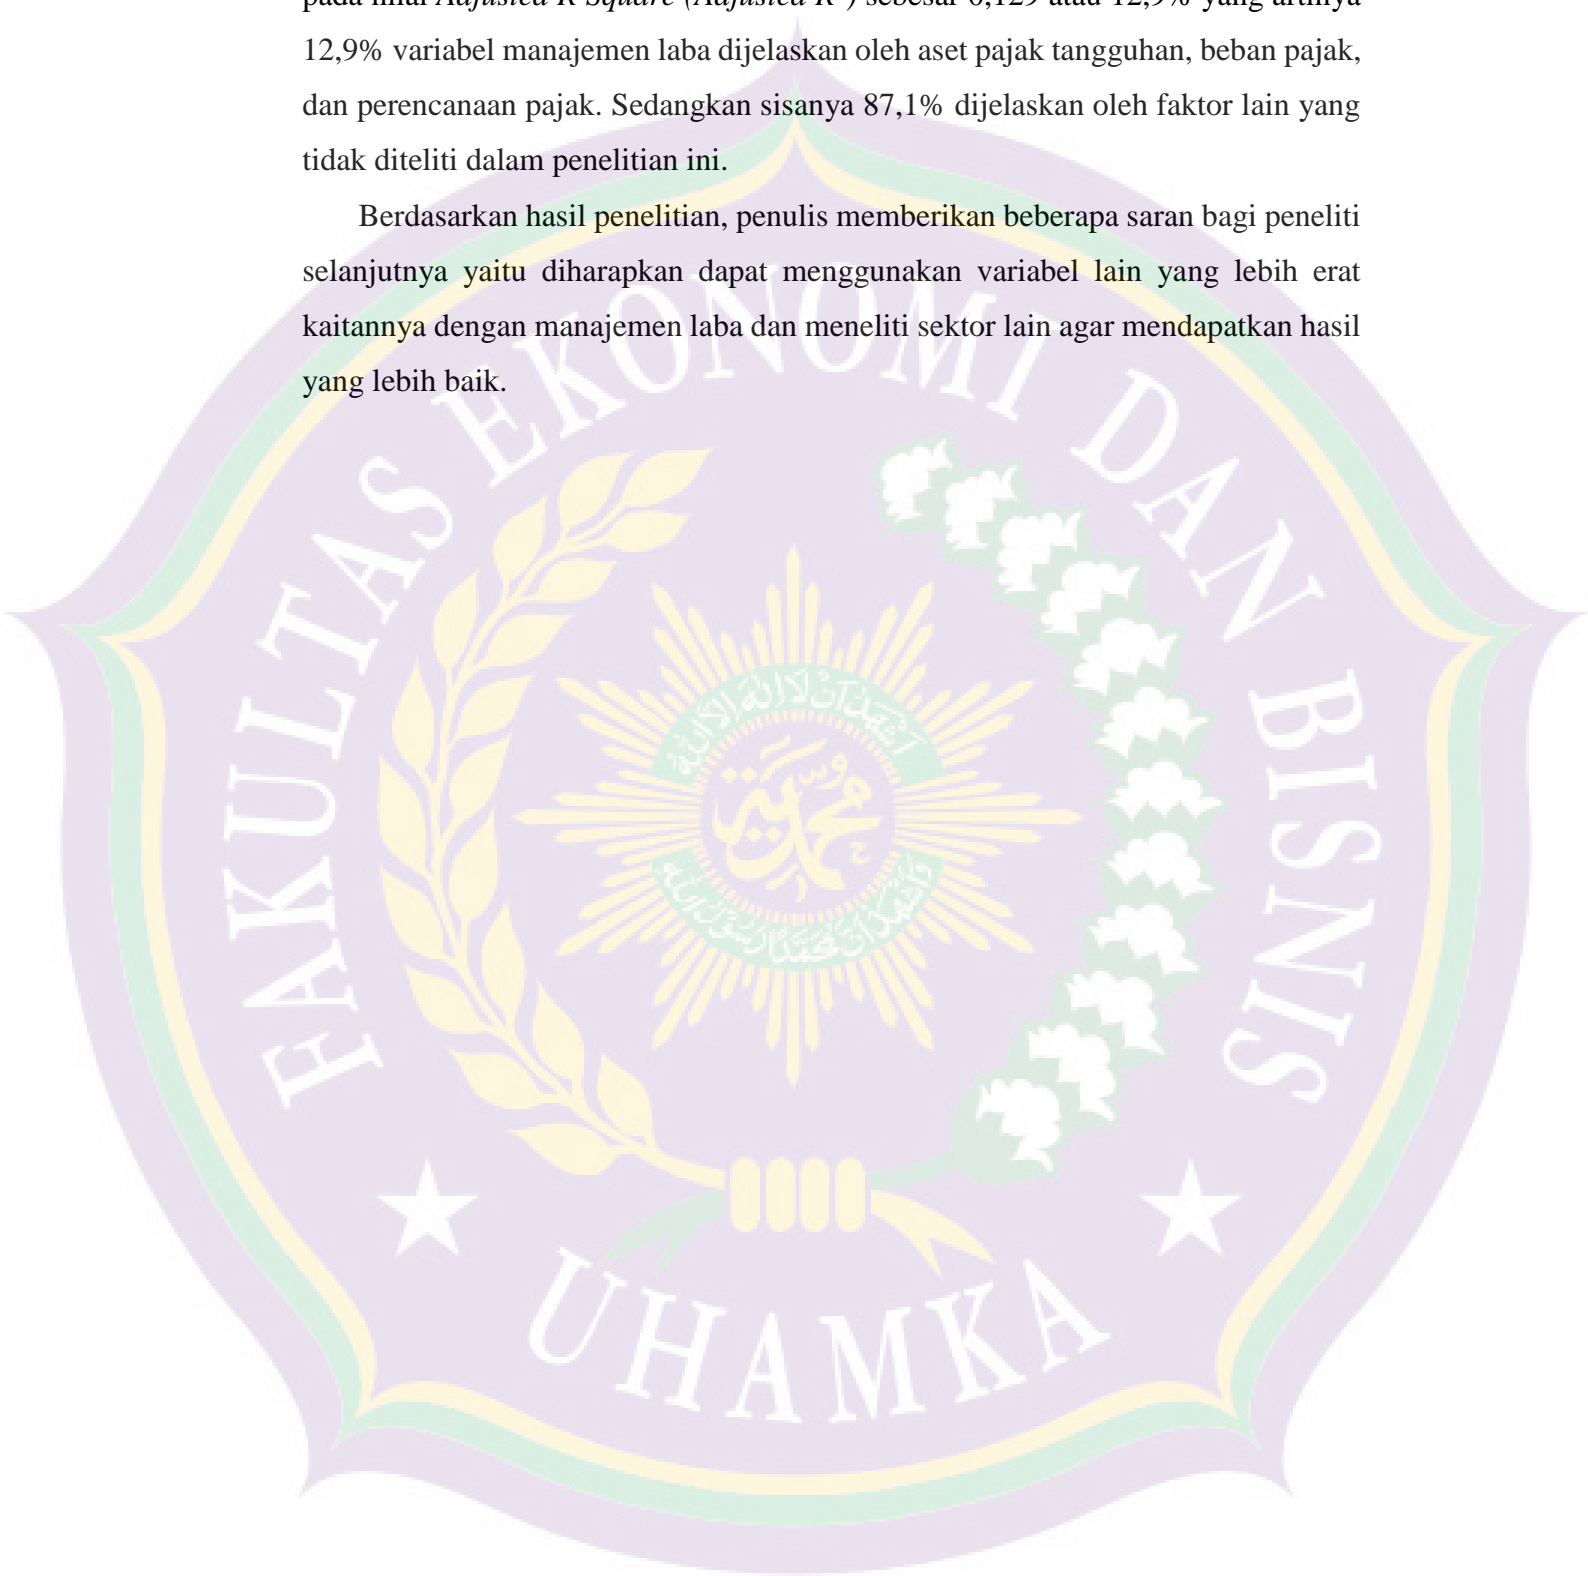 pada nilai Adjusted R Square (Adjusted R²) sebesar 0,129 atau 12,9% yang artinya
12,9% variabel manajemen laba dijelaskan oleh aset pajak tangguhan, beban pajak,
dan perencanaan pajak. Sedangkan sisanya 87,1% dijelaskan oleh faktor lain yang
tidak diteliti dalam penelitian ini.
Berdasarkan hasil penelitian, penulis memberikan beberapa saran bagi peneliti
selanjutnya yaitu diharapkan dapat menggunakan variabel lain yang lebih erat
kaitannya dengan manajemen laba dan meneliti sektor lain agar mendapatkan hasil
yang lebih baik.
FAKULTAS EKONOMI DAN BISNIS
محمدية
UHAMKA